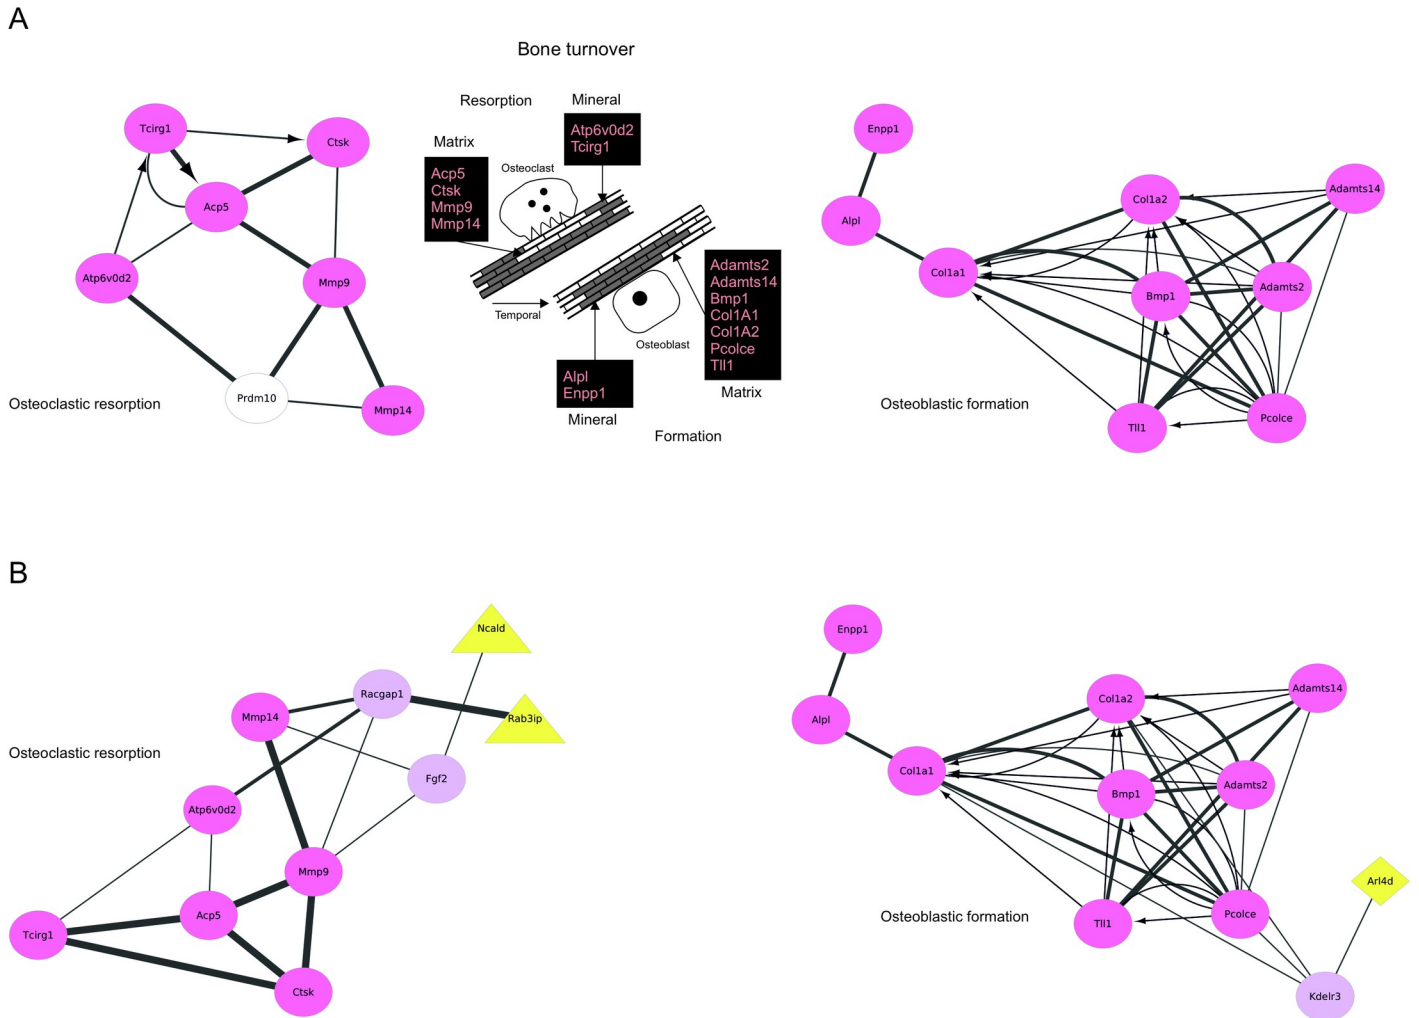 A
Bone turnover
Resorption
Mineral
Matrix
Atp6v0d2
Tcirg1
Acp5
Ctsk
Mmp9
Mmp14
Osteoclast
Temporal
Osteoblast
Adamts2
Adamts14
Bmp1
Col1A1
Col1A2
Pcolce
Tll1
Matrix
Alpl
Enpp1
Mineral
Formation
Tcirg1
Ctsk
Acp5
Atp6v0d2
Mmp9
Prdm10
Mmp14
Osteoclastic resorption
Enpp1
Alpl
Col1a1
Col1a2
Adamts14
Bmp1
Adamts2
Tll1
Pcolce
Osteoblastic formation
B
Ncald
Racgap1
Mmp14
Rab3ip
Osteoclastic resorption
Fgf2
Atp6v0d2
Mmp9
Acp5
Tcirg1
Ctsk
Enpp1
Alpl
Col1a1
Col1a2
Adamts14
Bmp1
Adamts2
Arl4d
Osteoblastic formation
Tll1
Pcolce
Kdelr3